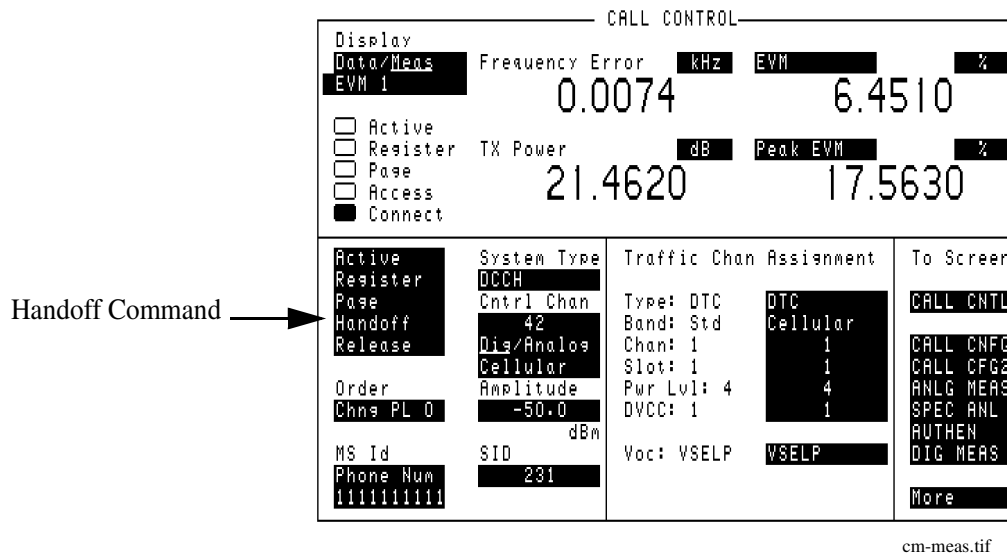 CALL CONTROL
Display
Data/Meas
EVM 1
Frequency Error kHz
0.0074
EVM %
6.4510
Active
Register
Page
Access
Connect
TX Power dB
21.4620
Peak EVM %
17.5630
Handoff Command
Active
Register
Page
Handoff
Release
Order
Chng PL 0
MS Id
Phone Num
1111111111
System Type
DCCH
Cntrl Chan
42
Dig/Analog
Cellular
Amplitude
-50.0
dBm
SID
231
Traffic Chan Assignment
Type: DTC DTC
Band: Std Cellular
Chan: 1 1
Slot: 1 1
Pwr Lvl: 4 4
DVCC: 1 1
Voc: VSELP VSELP
To Screen
CALL CNTL
CALL CNFG
CALL CFG2
ANLG MEAS
SPEC ANL
AUTHEN
DIG MEAS
More
cm-meas.tif